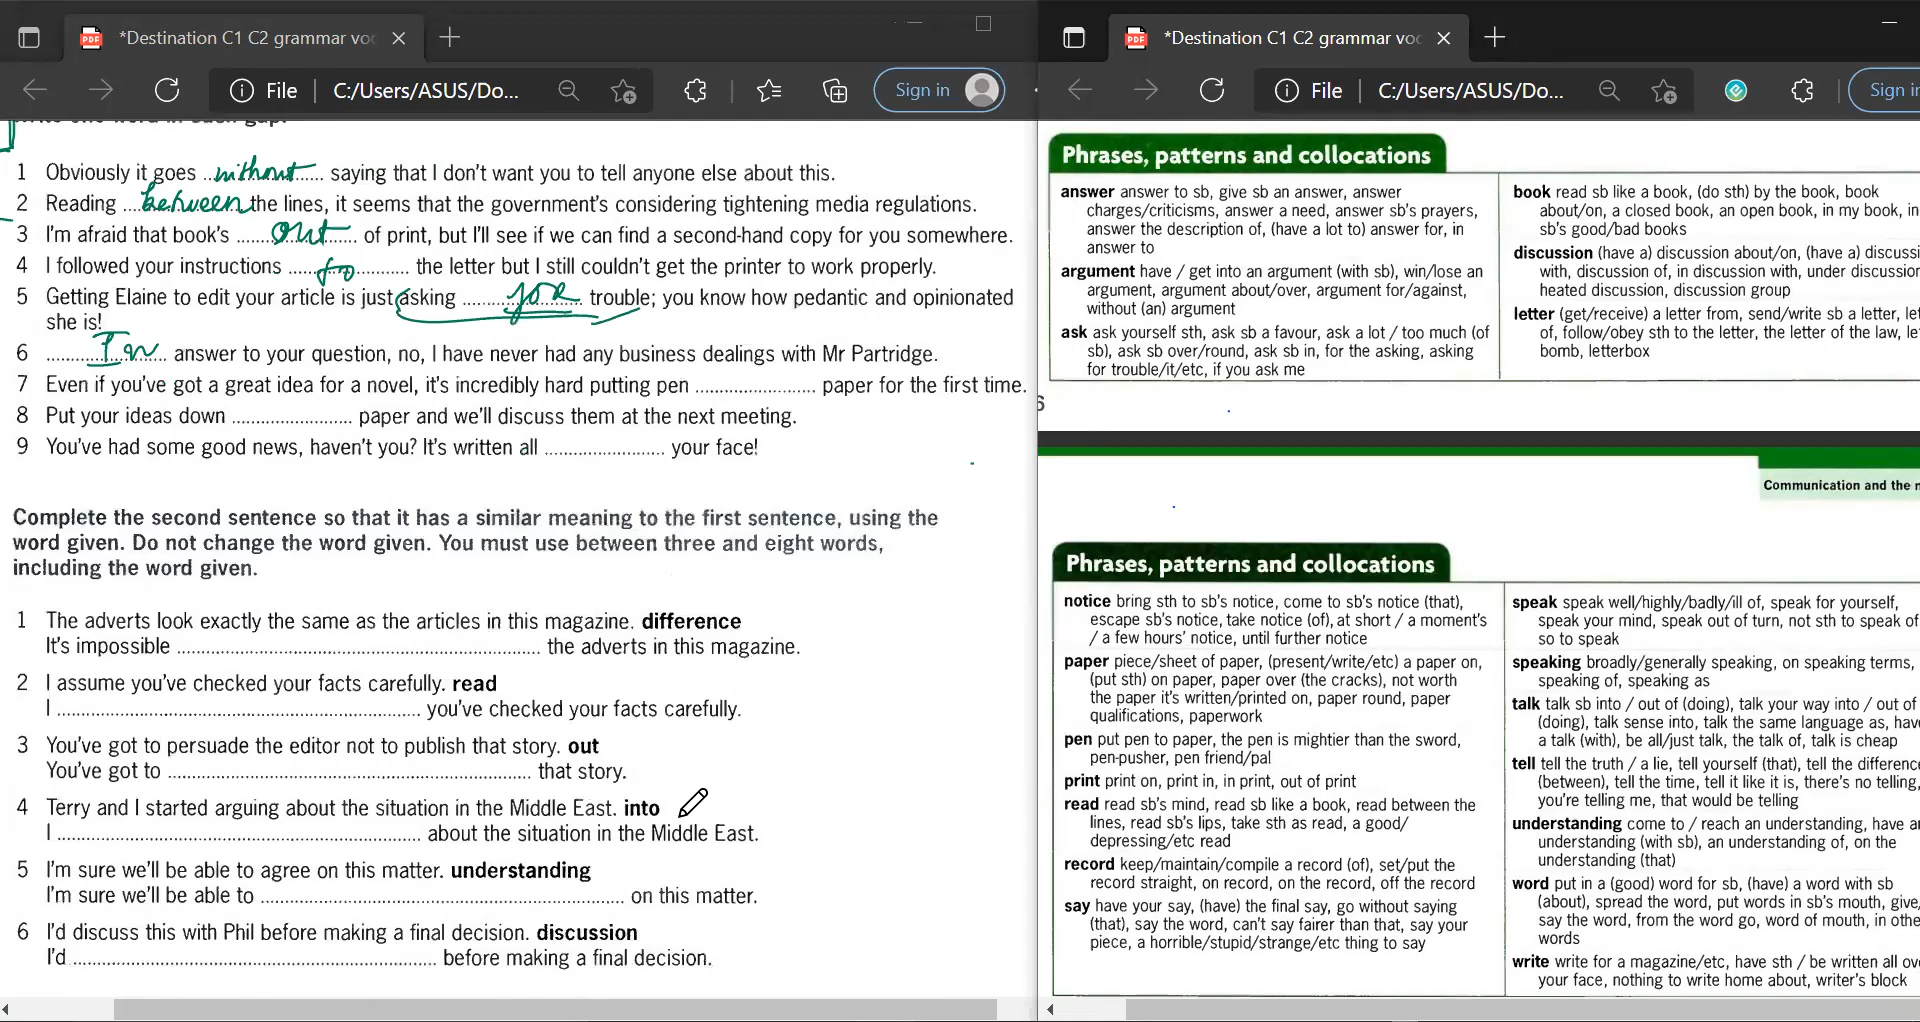 *Destination C1 C2 grammar voc
File C:/Users/ASUS/Do... Sign in
1 Obviously it goes without saying that I don't want you to tell anyone else about this.
2 Reading between the lines, it seems that the government's considering tightening media regulations.
3 I'm afraid that book's out of print, but I'll see if we can find a second-hand copy for you somewhere.
4 I followed your instructions to the letter but I still couldn't get the printer to work properly.
5 Getting Elaine to edit your article is just asking for trouble; you know how pedantic and opinionated
she is!
6 In answer to your question, no, I have never had any business dealings with Mr Partridge.
7 Even if you've got a great idea for a novel, it's incredibly hard putting pen .................... paper for the first time.
8 Put your ideas down .................... paper and we'll discuss them at the next meeting.
9 You've had some good news, haven't you? It's written all .................... your face!
Complete the second sentence so that it has a similar meaning to the first sentence, using the
word given. Do not change the word given. You must use between three and eight words,
including the word given.
1 The adverts look exactly the same as the articles in this magazine. difference
It's impossible .................... the adverts in this magazine.
2 I assume you've checked your facts carefully. read
I .................... you've checked your facts carefully.
3 You've got to persuade the editor not to publish that story. out
You've got to .................... that story.
4 Terry and I started arguing about the situation in the Middle East. into
I .................... about the situation in the Middle East.
5 I'm sure we'll be able to agree on this matter. understanding
I'm sure we'll be able to .................... on this matter.
6 I'd discuss this with Phil before making a final decision. discussion
I'd .................... before making a final decision.
*Destination C1 C2 grammar voc
File C:/Users/ASUS/Do... Sign in
Phrases, patterns and collocations
answer answer to sb, give sb an answer, answer
charges/criticisms, answer a need, answer sb's prayers,
answer the description of, (have a lot to) answer for, in
answer to
argument have / get into an argument (with sb), win/lose an
argument, argument about/over, argument for/against,
without (an) argument
ask ask yourself sth, ask sb a favour, ask a lot / too much (of
sb), ask sb over/round, ask sb in, for the asking, asking
for trouble/it/etc, if you ask me
book read sb like a book, (do sth) by the book, book
about/on, a closed book, an open book, in my book, in
sb's good/bad books
discussion (have a) discussion about/on, (have a) discussi
with, discussion of, in discussion with, under discussion
heated discussion, discussion group
letter (get/receive) a letter from, send/write sb a letter, let
of, follow/obey sth to the letter, the letter of the law, le
bomb, letterbox
6
Communication and the m
Phrases, patterns and collocations
notice bring sth to sb's notice, come to sb's notice (that),
escape sb's notice, take notice (of), at short / a moment's
/ a few hours' notice, until further notice
paper piece/sheet of paper, (present/write/etc) a paper on,
(put sth) on paper, paper over (the cracks), not worth
the paper it's written/printed on, paper round, paper
qualifications, paperwork
pen put pen to paper, the pen is mightier than the sword,
pen-pusher, pen friend/pal
print print on, print in, in print, out of print
read read sb's mind, read sb like a book, read between the
lines, read sb's lips, take sth as read, a good/
depressing/etc read
record keep/maintain/compile a record (of), set/put the
record straight, on record, on the record, off the record
say have your say, (have) the final say, go without saying
(that), say the word, can't say fairer than that, say your
piece, a horrible/stupid/strange/etc thing to say
speak speak well/highly/badly/ill of, speak for yourself,
speak your mind, speak out of turn, not sth to speak of
so to speak
speaking broadly/generally speaking, on speaking terms,
speaking of, speaking as
talk talk sb into / out of (doing), talk your way into / out of
(doing), talk sense into, talk the same language as, have
a talk (with), be all/just talk, the talk of, talk is cheap
tell tell the truth / a lie, tell yourself (that), tell the difference
(between), tell the time, tell it like it is, there's no telling,
you're telling me, that would be telling
understanding come to / reach an understanding, have an
understanding (with sb), an understanding of, on the
understanding (that)
word put in a (good) word for sb, (have) a word with sb
(about), spread the word, put words in sb's mouth, give/
say the word, from the word go, word of mouth, in othe
words
write write for a magazine/etc, have sth / be written all ove
your face, nothing to write home about, writer's block